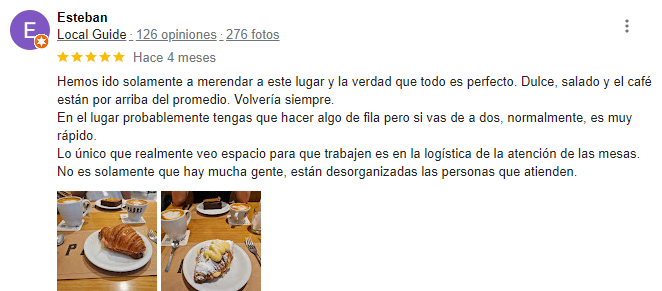 E
Esteban
Local Guide · 126 opiniones · 276 fotos
Hace 4 meses
Hemos ido solamente a merendar a este lugar y la verdad que todo es perfecto. Dulce, salado y el café
están por arriba del promedio. Volvería siempre.
En el lugar probablemente tengas que hacer algo de fila pero si vas de a dos, normalmente, es muy
rápido.
Lo único que realmente veo espacio para que trabajen es en la logística de la atención de las mesas.
No es solamente que hay mucha gente, están desorganizadas las personas que atienden.